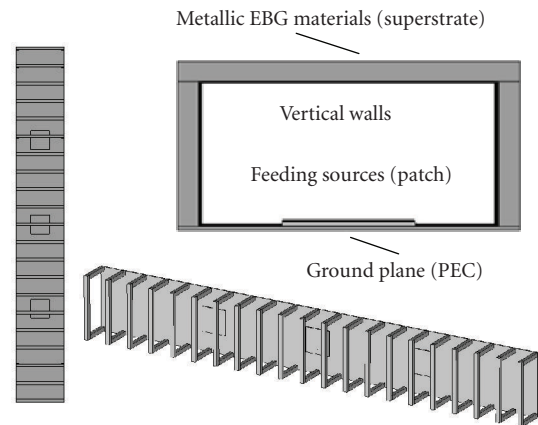 Metallic EBG materials (superstrate)
Vertical walls
Feeding sources (patch)
Ground plane (PEC)